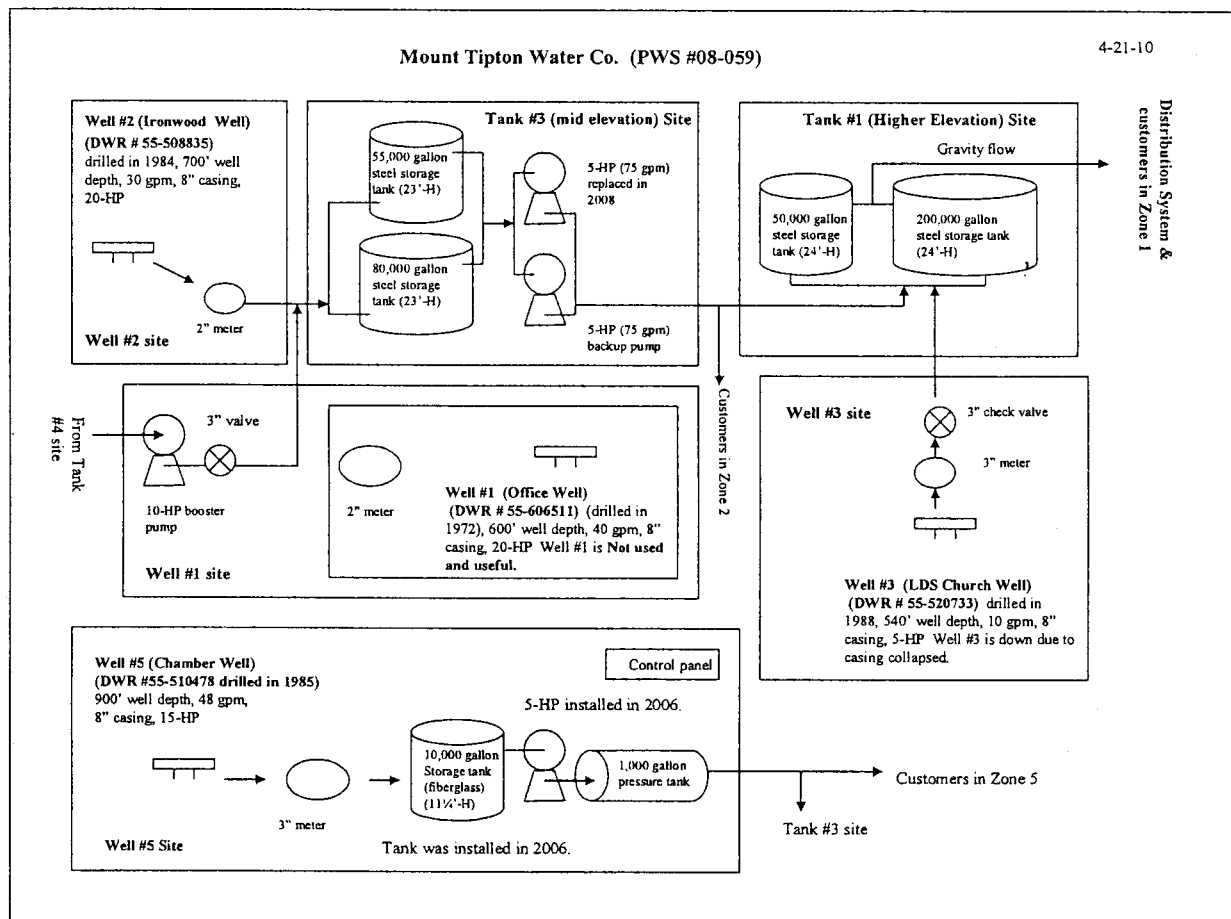 4-21-10
Mount Tipton Water Co. (PWS #08-059)
Well #2 (Ironwood Well)
(DWR # 55-508835)
drilled in 1984, 700' well
depth, 30 gpm, 8" casing,
20-HP
2" meter
Well #2 site
Tank #3 (mid elevation) Site
55,000 gallon
steel storage
tank (23'-H)
80,000 gallon
steel storage
tank (23'-H)
5-HP (75 gpm)
replaced in
2008
5-HP (75 gpm)
backup pump
Tank #1 (Higher Elevation) Site
Gravity flow
50,000 gallon
steel storage
tank (24'-H)
200,000 gallon
steel storage tank
(24'-H)
Distribution System &
customers in Zone 1
From Tank
#4 site
3" valve
10-HP booster
pump
Well #1 site
2" meter
Well #1 (Office Well)
(DWR # 55-606511) (drilled in
1972), 600' well depth, 40 gpm, 8"
casing, 20-HP Well #1 is Not used
and useful.
Customers in Zone 2
Well #3 site
3" check valve
3" meter
Well #3 (LDS Church Well)
(DWR # 55-520733) drilled in
1988, 540' well depth, 10 gpm, 8"
casing, 5-HP Well #3 is down due to
casing collapsed.
Well #5 (Chamber Well)
(DWR #55-510478 drilled in 1985)
900' well depth, 48 gpm,
8" casing, 15-HP
Control panel
5-HP installed in 2006.
3" meter
10,000 gallon
Storage tank
(fiberglass)
(11¼'-H)
1,000 gallon
pressure tank
Customers in Zone 5
Tank #3 site
Well #5 Site
Tank was installed in 2006.